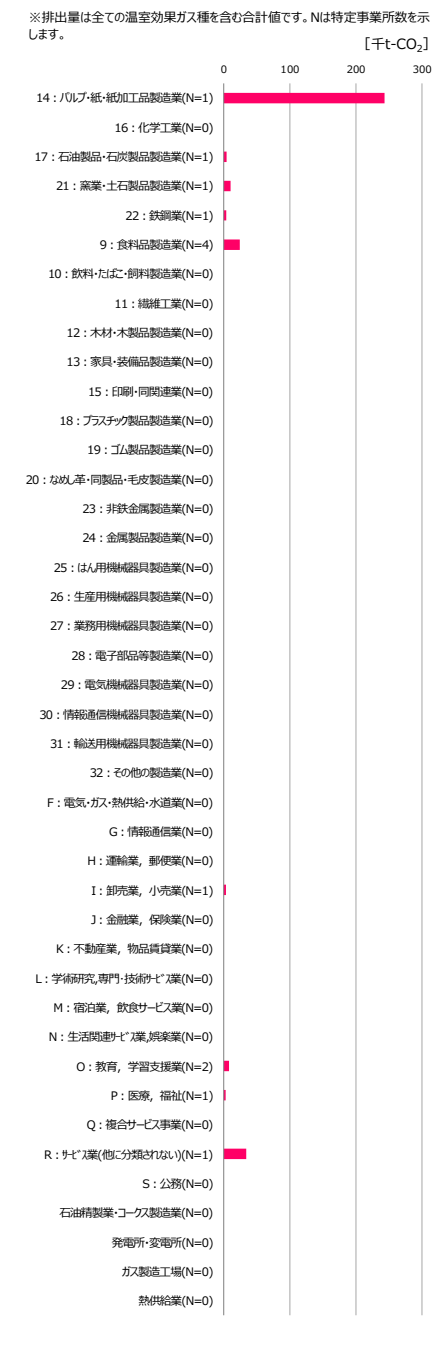 ※排出量は全ての温室効果ガス種を含む合計値です。Nは特定事業所数を示
します。
[千t-CO₂]
0 100 200 300
14：パルプ・紙・紙加工品製造業(N=1)
16：化学工業(N=0)
17：石油製品・石炭製品製造業(N=1)
21：窯業・土石製品製造業(N=1)
22：鉄鋼業(N=1)
9：食料品製造業(N=4)
10：飲料・たばこ・飼料製造業(N=0)
11：繊維工業(N=0)
12：木材・木製品製造業(N=0)
13：家具・装備品製造業(N=0)
15：印刷・同関連業(N=0)
18：プラスチック製品製造業(N=0)
19：ゴム製品製造業(N=0)
20：なめし革・同製品・毛皮製造業(N=0)
23：非鉄金属製造業(N=0)
24：金属製品製造業(N=0)
25：はん用機械器具製造業(N=0)
26：生産用機械器具製造業(N=0)
27：業務用機械器具製造業(N=0)
28：電子部品等製造業(N=0)
29：電気機械器具製造業(N=0)
30：情報通信機械器具製造業(N=0)
31：輸送用機械器具製造業(N=0)
32：その他の製造業(N=0)
F：電気・ガス・熱供給・水道業(N=0)
G：情報通信業(N=0)
H：運輸業，郵便業(N=0)
I：卸売業，小売業(N=1)
J：金融業，保険業(N=0)
K：不動産業，物品賃貸業(N=0)
L：学術研究,専門・技術ｻｰﾋﾞｽ業(N=0)
M：宿泊業，飲食サービス業(N=0)
N：生活関連ｻｰﾋﾞｽ業,娯楽業(N=0)
O：教育，学習支援業(N=2)
P：医療，福祉(N=1)
Q：複合サービス事業(N=0)
R：ｻｰﾋﾞｽ業(他に分類されない)(N=1)
S：公務(N=0)
石油精製業・コークス製造業(N=0)
発電所・変電所(N=0)
ガス製造工場(N=0)
熱供給業(N=0)